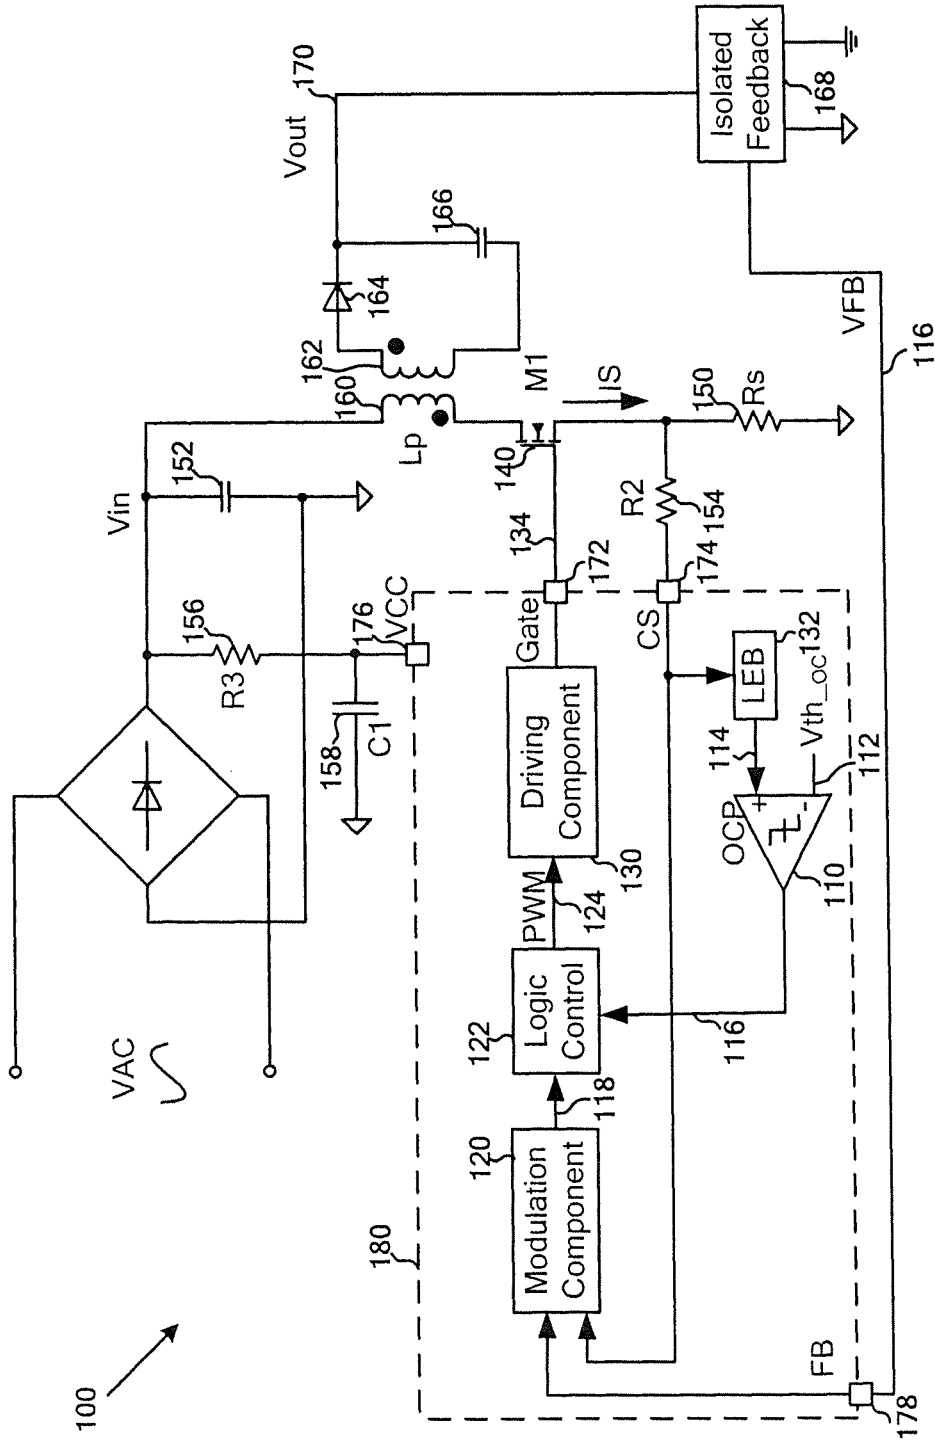 100
VAC
Vin
152
156
R3
158
C1
176
VCC
180
Lp
160
162
164
166
Vout
170
M1
140
IS
150
Rs
R2
154
134
172
Gate
174
CS
120
Modulation
Component
118
122
Logic
Control
PWM
124
Driving
Component
130
116
LEB
132
114
OCP
+
-
Vth_oc
112
110
FB
178
Isolated
Feedback
168
VFB
116